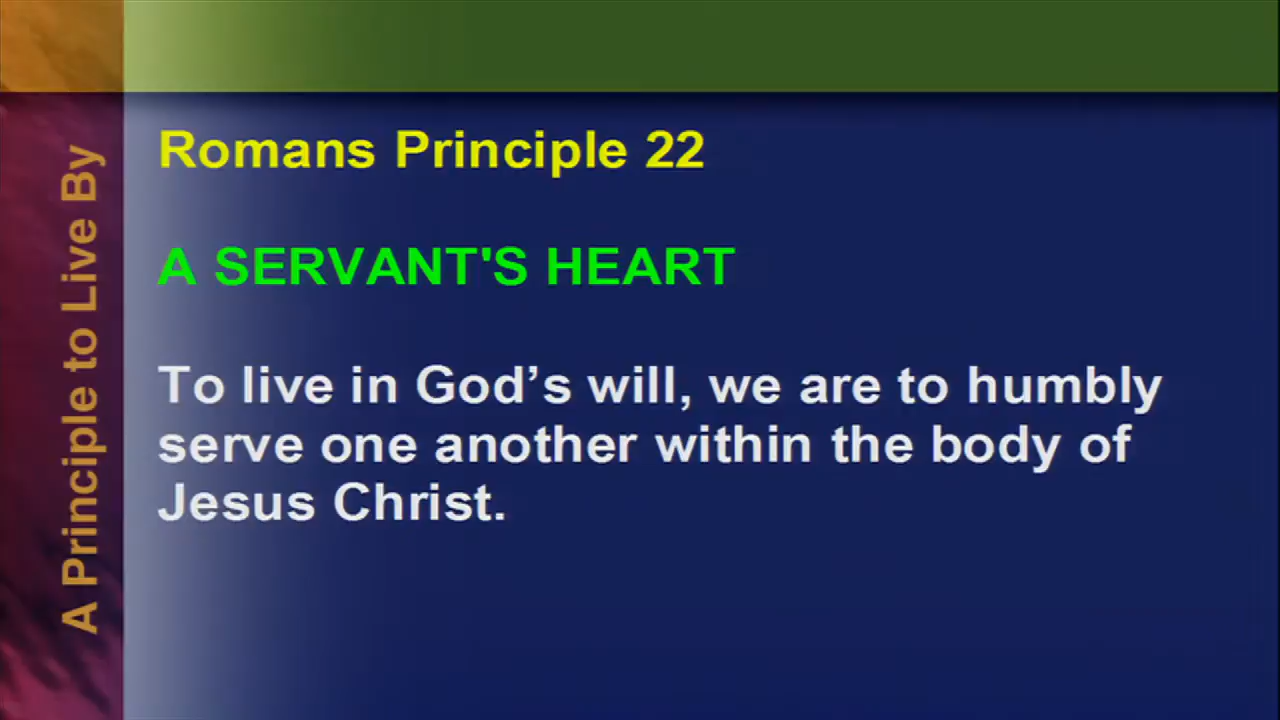 A Principle to Live By
Romans Principle 22
A SERVANT'S HEART
To live in God’s will, we are to humbly
serve one another within the body of
Jesus Christ.